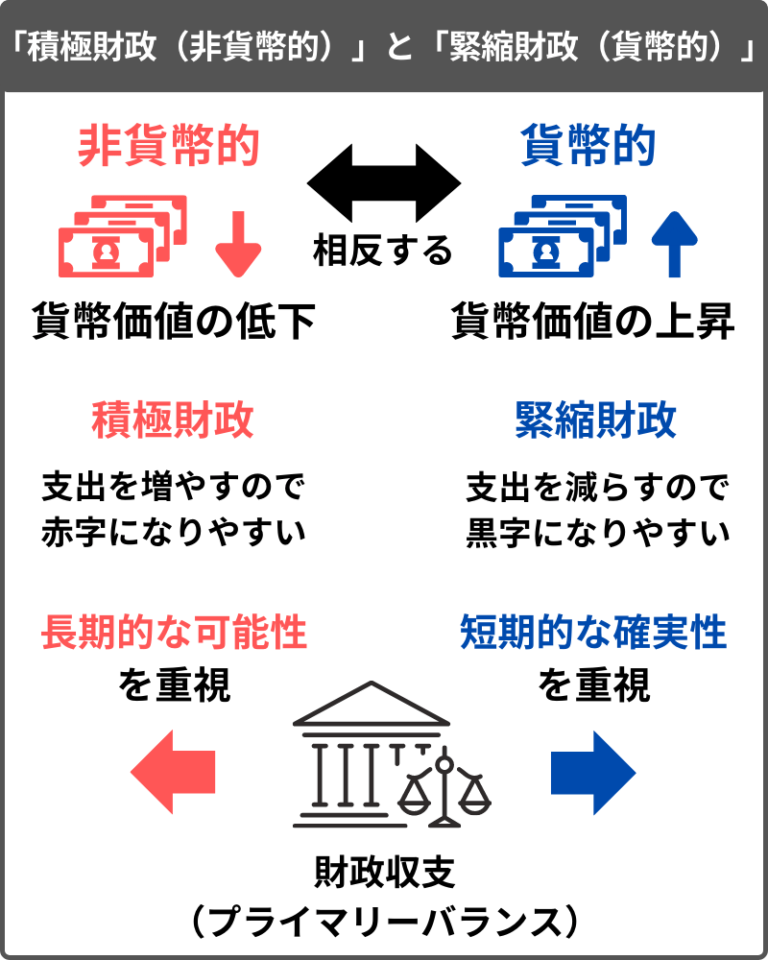 「積極財政（非貨幣的）」と「緊縮財政（貨幣的）」
非貨幣的
貨幣的
相反する
貨幣価値の低下
貨幣価値の上昇
積極財政
緊縮財政
支出を増やすので
赤字になりやすい
支出を減らすので
黒字になりやすい
長期的な可能性
を重視
短期的な確実性
を重視
財政収支
（プライマリーバランス）